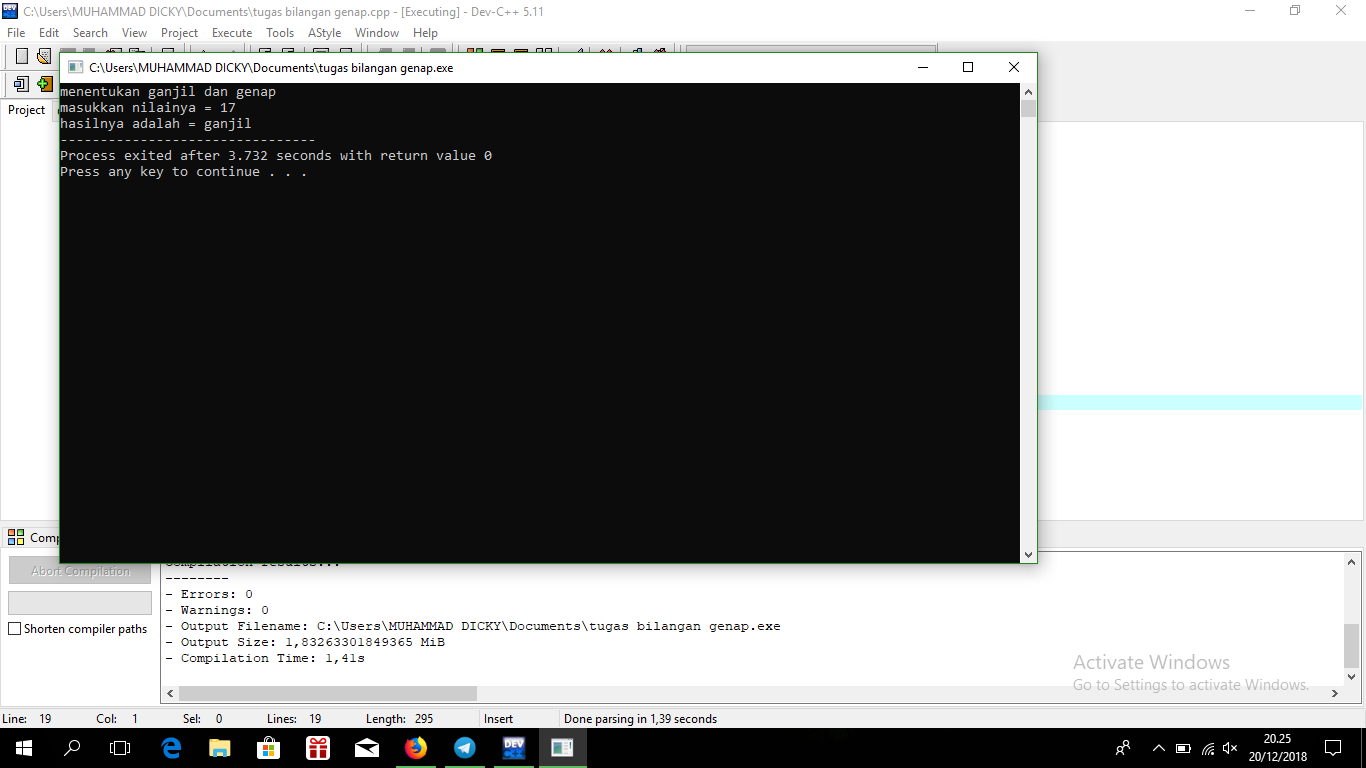 C:\Users\MUHAMMAD DICKY\Documents\tugas bilangan genap.cpp - [Executing] - Dev-C++ 5.11
File Edit Search View Project Execute Tools AStyle Window Help
C:\Users\MUHAMMAD DICKY\Documents\tugas bilangan genap.exe
Project
menentukan ganjil dan genap
masukkan nilainya = 17
hasilnya adalah = ganjil
--------------------------------
Process exited after 3.732 seconds with return value 0
Press any key to continue . . .
Abort Compilation
Shorten compiler paths
Compilation results...
--------
- Errors: 0
- Warnings: 0
- Output Filename: C:\Users\MUHAMMAD DICKY\Documents\tugas bilangan genap.exe
- Output Size: 1,83263301849365 MiB
- Compilation Time: 1,41s
Activate Windows
Go to Settings to activate Windows.
Line: 19 Col: 1 Sel: 0 Lines: 19 Length: 295 Insert Done parsing in 1,39 seconds
DEV
20.25
20/12/2018